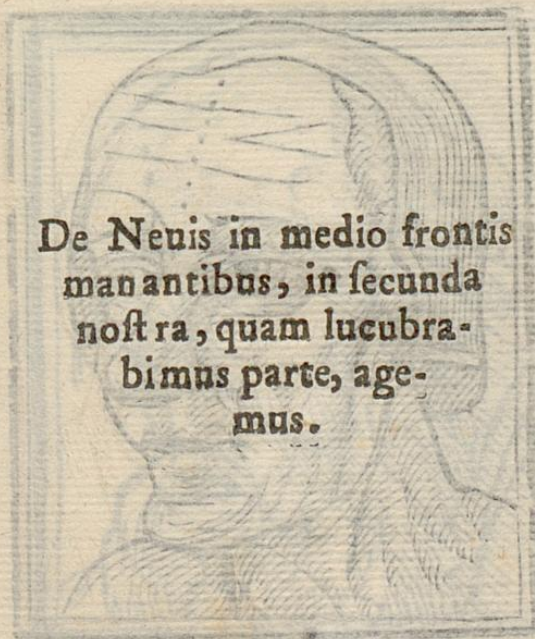 De Neuis in medio frontis
manantibus, in ſecunda
noſtra, quam lucubra-
bimus parte, age-
mus.